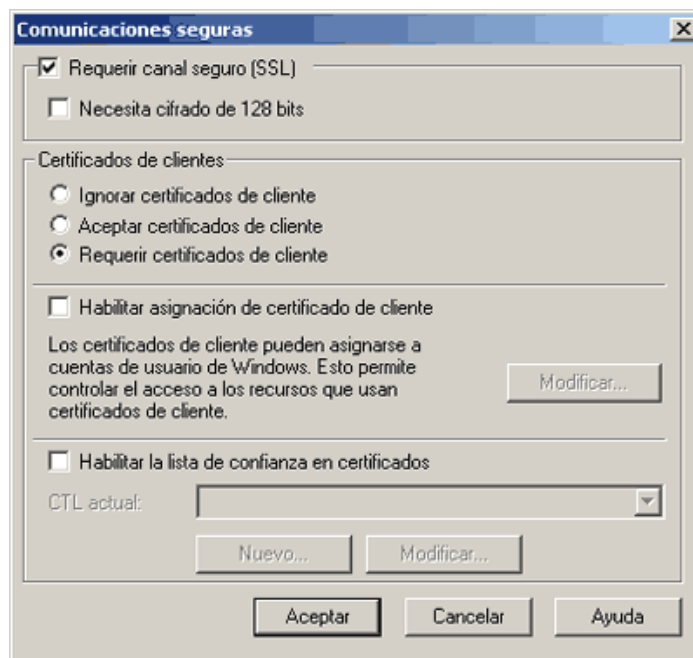 Comunicaciones seguras
Requerir canal seguro (SSL)
Necesita cifrado de 128 bits
Certificados de clientes
Ignorar certificados de cliente
Aceptar certificados de cliente
Requerir certificados de cliente
Habilitar asignación de certificado de cliente
Los certificados de cliente pueden asignarse a
cuentas de usuario de Windows. Esto permite
controlar el acceso a los recursos que usan
certificados de cliente.
Modificar...
Habilitar la lista de confianza en certificados
CTL actual:
Nuevo... Modificar...
Aceptar Cancelar Ayuda